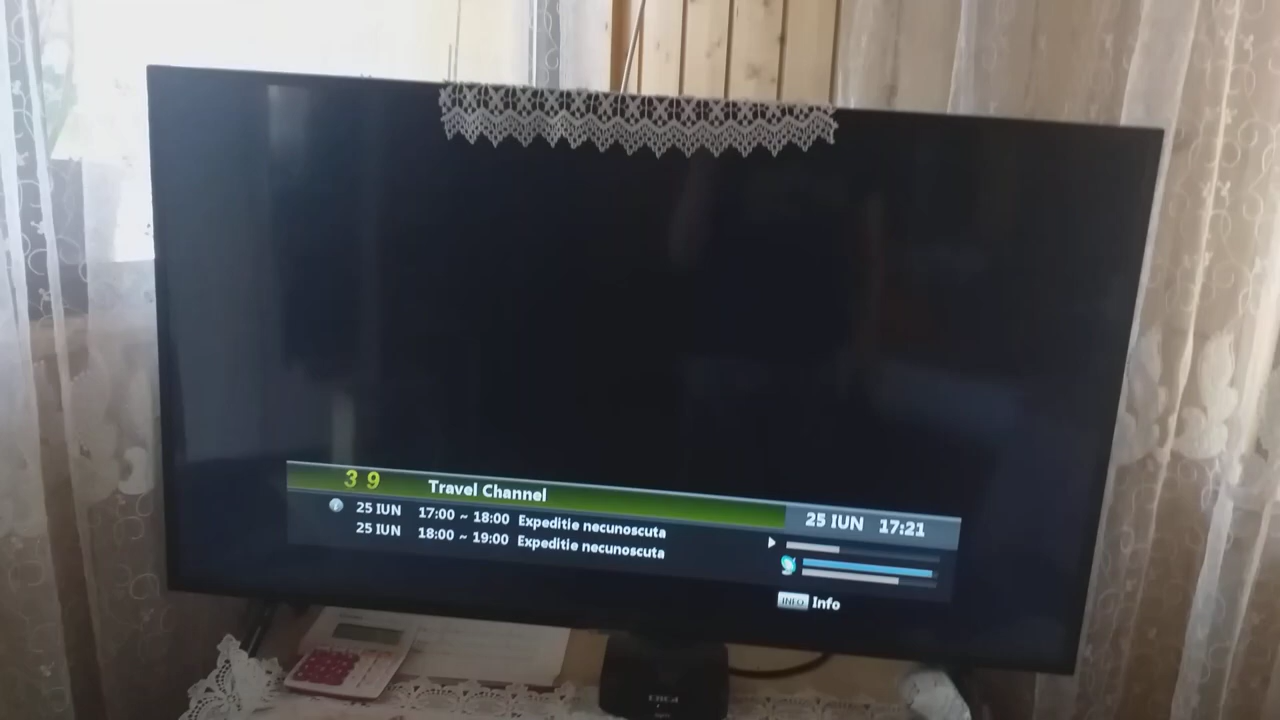 39 Travel Channel
25 IUN 17:21
25 IUN 17:00 ~ 18:00 Expeditie necunoscuta
25 IUN 18:00 ~ 19:00 Expeditie necunoscuta
INFO Info